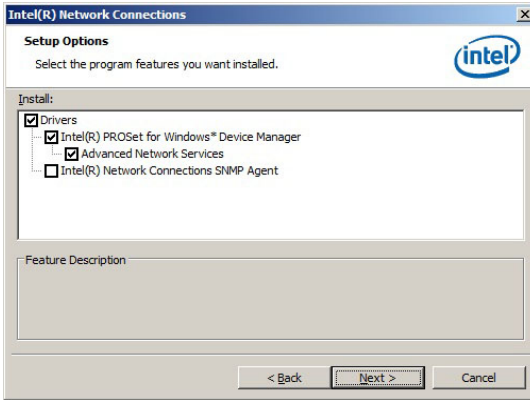 Intel(R) Network Connections
Setup Options
Select the program features you want installed.
intel
Install:
Drivers
Intel(R) PROSet for Windows* Device Manager
Advanced Network Services
Intel(R) Network Connections SNMP Agent
Feature Description
< Back
Next >
Cancel